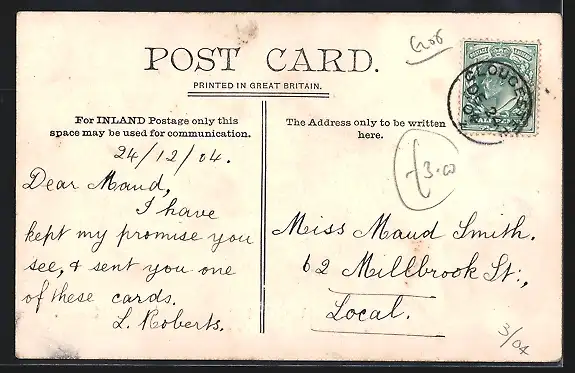 POST CARD.
PRINTED IN GREAT BRITAIN.
For INLAND Postage only this
space may be used for communication.
The Address only to be written
here.
24/12/04.
Dear Maud,
I have
kept my promise you
see, & sent you one
of these cards.
L. Roberts.
Miss Maud Smith.
62 Millbrook St:,
Local.
£3.00
3/04
GLOUCESTER